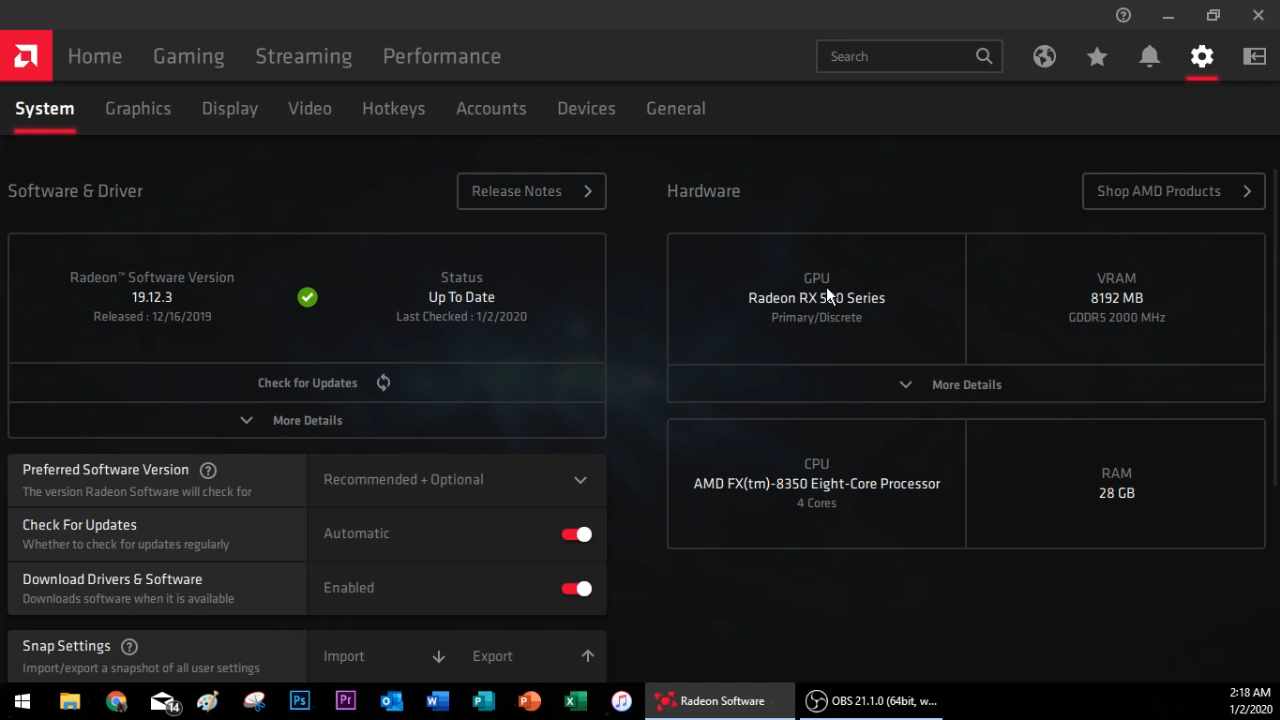 Home
Gaming
Streaming
Performance
Search
System
Graphics
Display
Video
Hotkeys
Accounts
Devices
General
Software & Driver
Release Notes
Radeon™ Software Version
19.12.3
Released : 12/16/2019
Status
Up To Date
Last Checked : 1/2/2020
Check for Updates
More Details
Preferred Software Version
The version Radeon Software will check for
Recommended + Optional
Check For Updates
Whether to check for updates regularly
Automatic
Download Drivers & Software
Downloads software when it is available
Enabled
Snap Settings
Import/export a snapshot of all user settings
Import
Export
Hardware
Shop AMD Products
GPU
Radeon RX Series
Primary/Discrete
VRAM
8192 MB
GDDR5 2000 MHz
More Details
CPU
AMD FX(tm)-8350 Eight-Core Processor
4 Cores
RAM
28 GB
14
Ps
Pr
Radeon Software
OBS 21.1.0 (64bit, w...
2:18 AM
1/2/2020